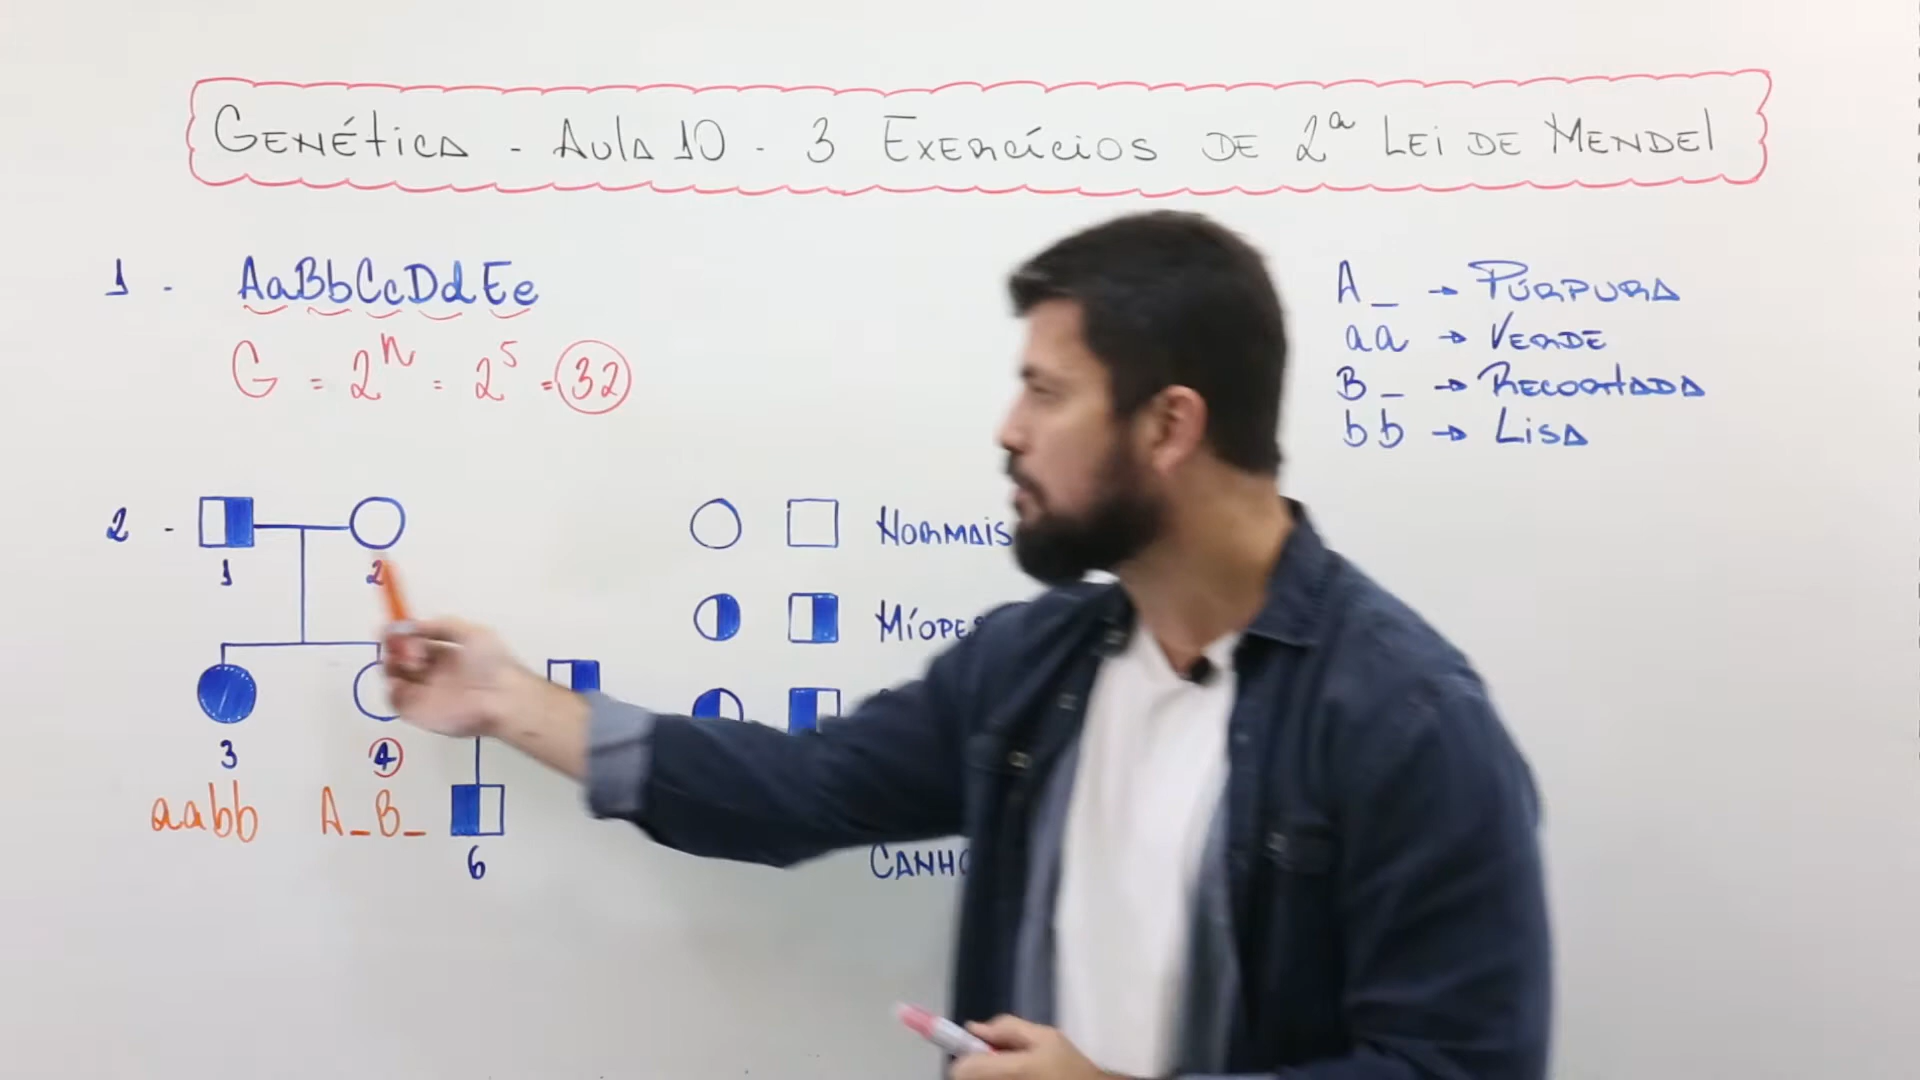 Genética - Aula 10 - 3 Exercícios de 2ª Lei de Mendel
1 - AaBbCcDdEe
G = 2ⁿ = 2⁵ = 32
A_ → Púrpura
aa → Verde
B_ → Recortada
bb → Lisa
2 -
1
2
Normais
Míopes
3
4
aabb
A_B_
6